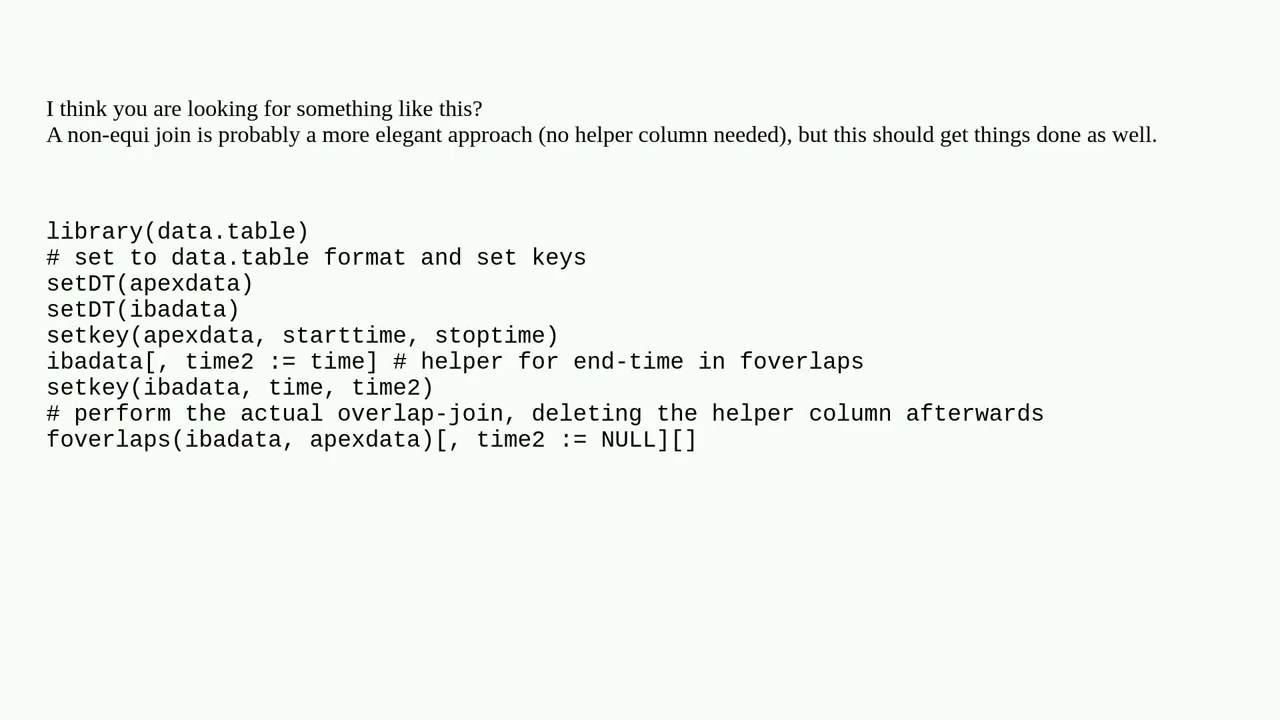 I think you are looking for something like this?
A non-equi join is probably a more elegant approach (no helper column needed), but this should get things done as well.
library(data.table)
# set to data.table format and set keys
setDT(apexdata)
setDT(ibadata)
setkey(apexdata, starttime, stoptime)
ibadata[, time2 := time] # helper for end-time in foverlaps
setkey(ibadata, time, time2)
# perform the actual overlap-join, deleting the helper column afterwards
foverlaps(ibadata, apexdata)[, time2 := NULL][]